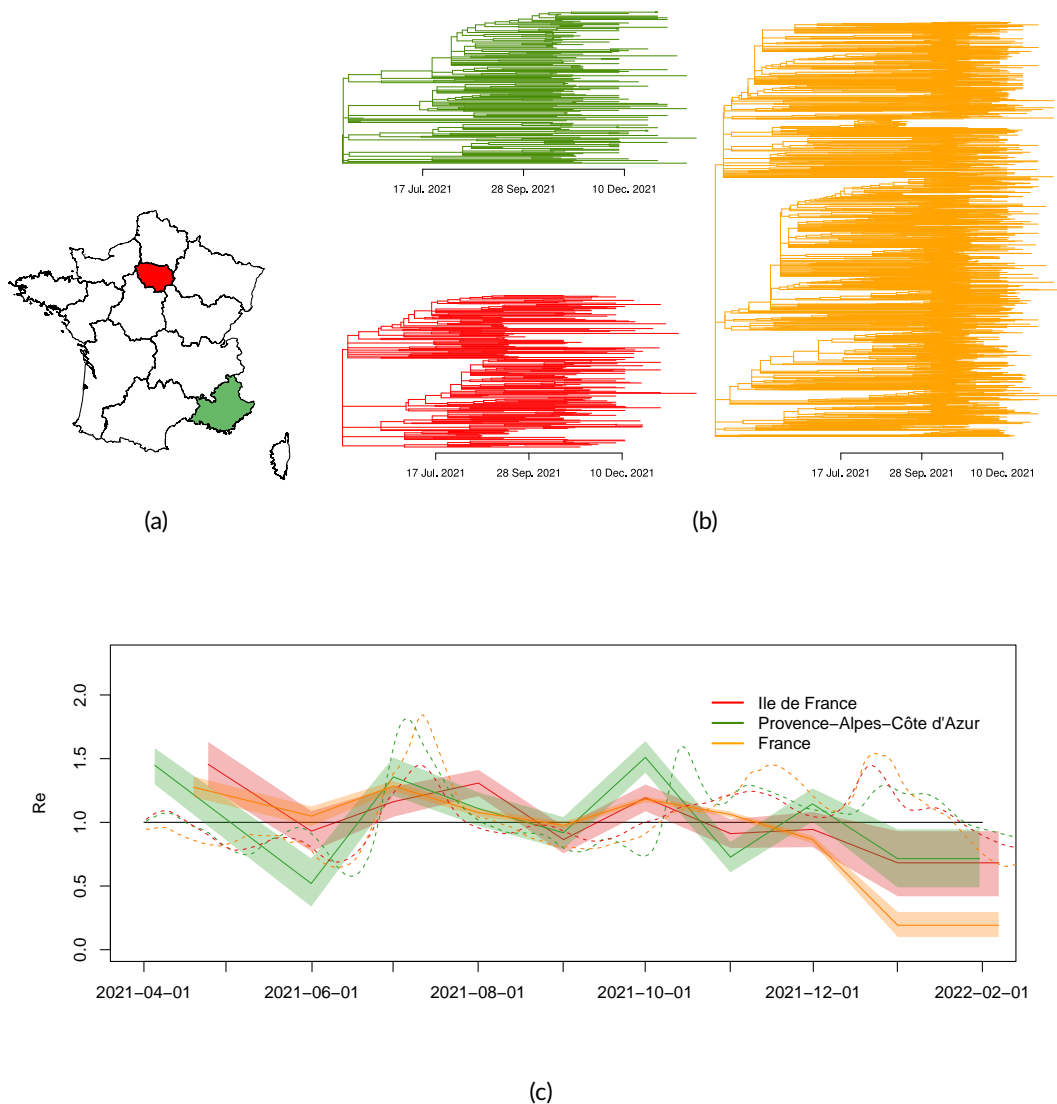 17 Jul. 2021 28 Sep. 2021 10 Dec. 2021
17 Jul. 2021 28 Sep. 2021 10 Dec. 2021
17 Jul. 2021 28 Sep. 2021 10 Dec. 2021
(a)
(b)
Re
2.0
1.5
1.0
0.5
0.0
Ile de France
Provence−Alpes−Côte d'Azur
France
2021−04−01 2021−06−01 2021−08−01 2021−10−01 2021−12−01 2022−02−01
(c)